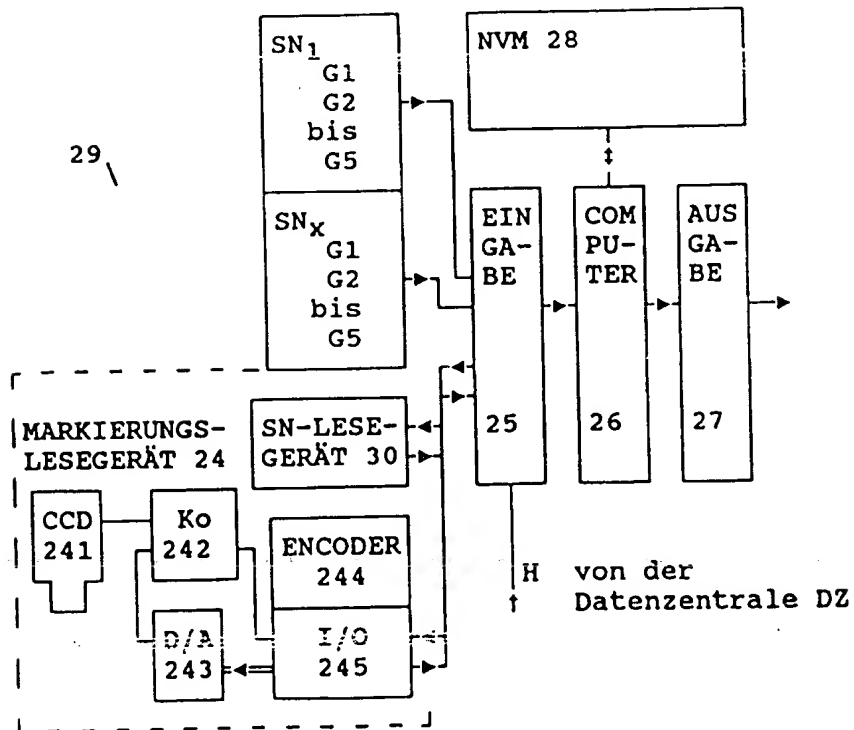 SN1
G1
G2
bis
G5
SNX
G1
G2
bis
G5
NVM 28
29
EIN
GA-
BE
25
COM
PU-
TER
26
AUS
GA-
BE
27
MARKIERUNGS-
LESEGERÄT 24
SN-LESE-
GERÄT 30
CCD
241
Ko
242
ENCODER
244
D/A
243
I/O
245
H von der
Datenzentrale DZ